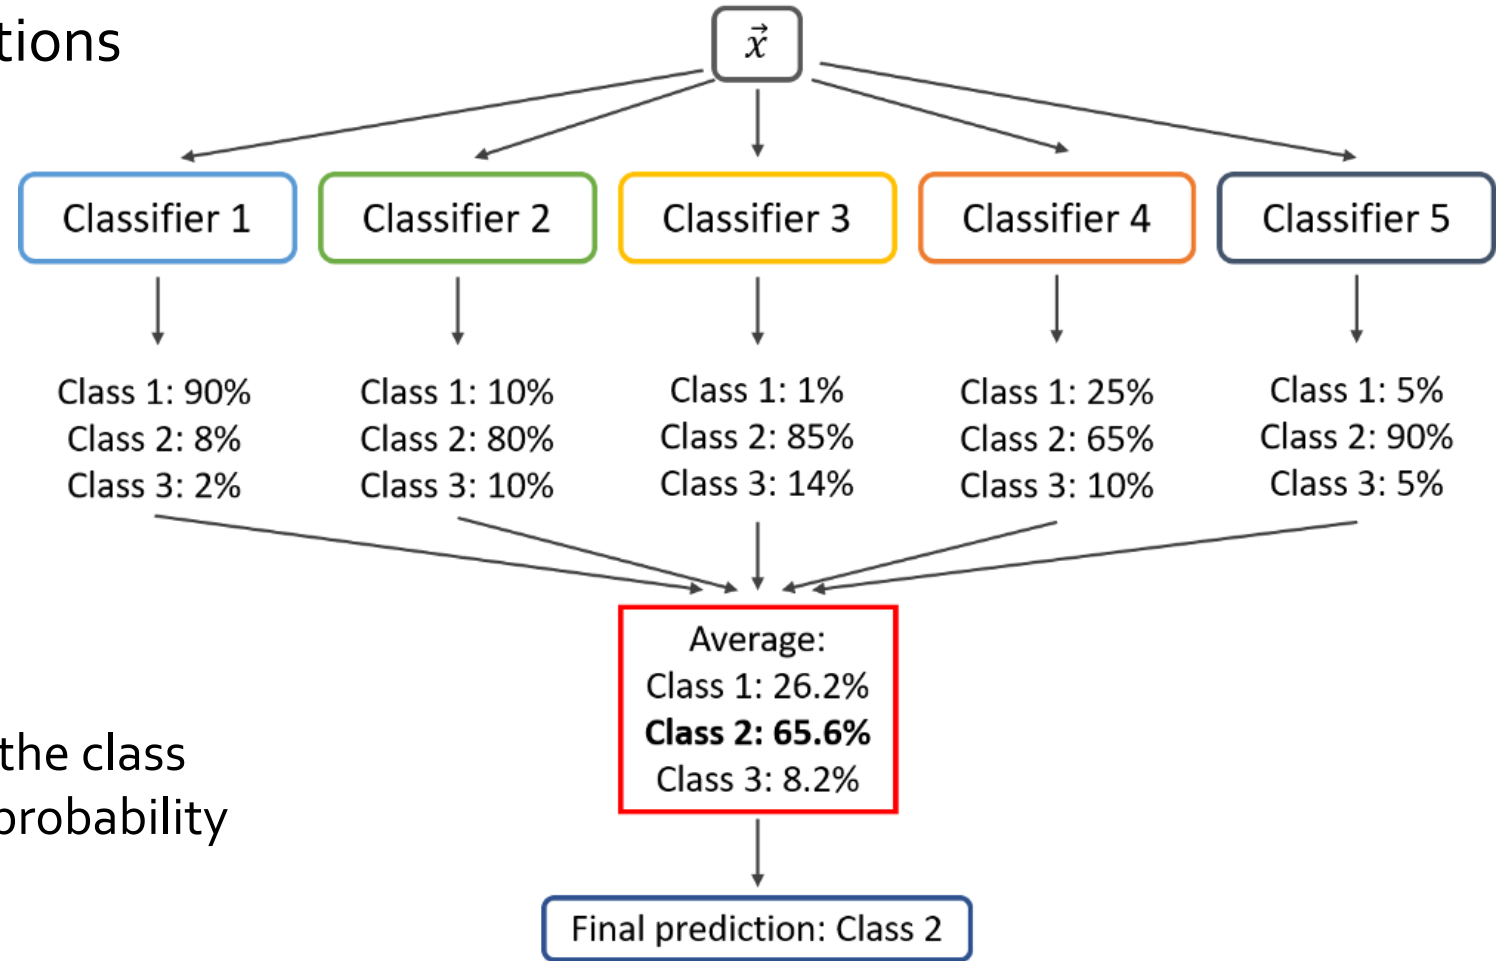 tions
x⃗
Classifier 1
Classifier 2
Classifier 3
Classifier 4
Classifier 5
Class 1: 90%
Class 2: 8%
Class 3: 2%
Class 1: 10%
Class 2: 80%
Class 3: 10%
Class 1: 1%
Class 2: 85%
Class 3: 14%
Class 1: 25%
Class 2: 65%
Class 3: 10%
Class 1: 5%
Class 2: 90%
Class 3: 5%
Average:
Class 1: 26.2%
Class 2: 65.6%
Class 3: 8.2%
the class
probability
Final prediction: Class 2